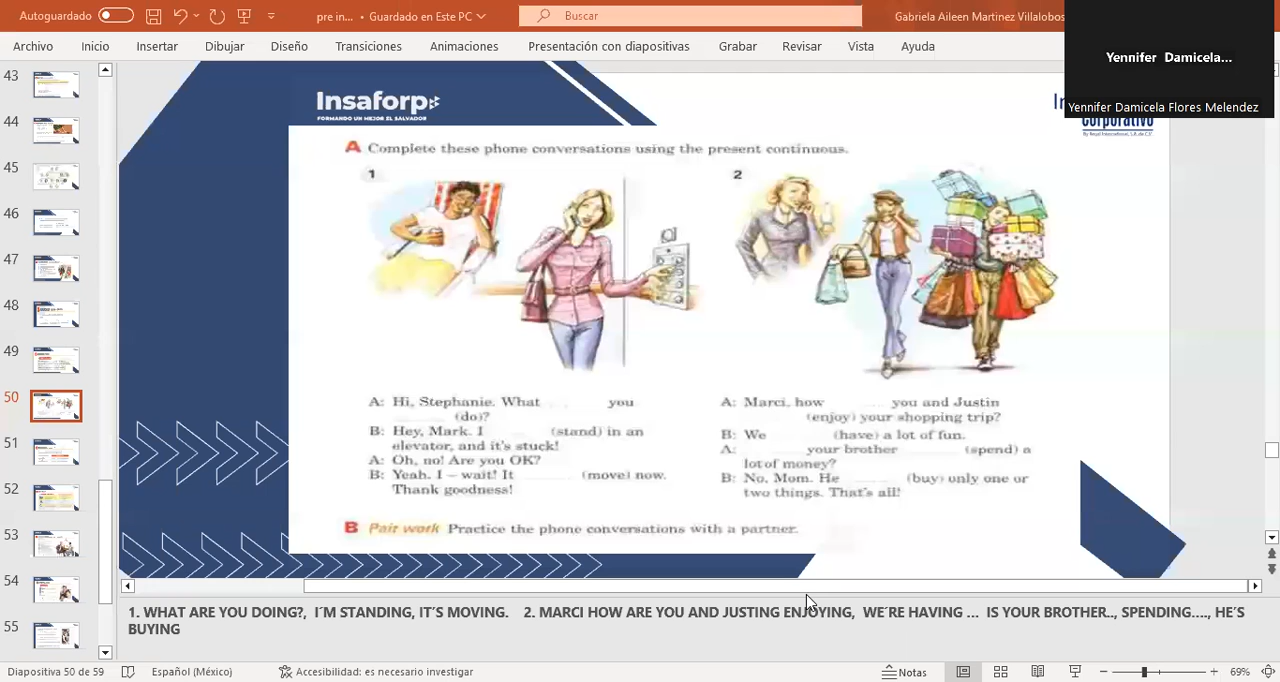 Autoguardado
pre in... • Guardado en Este PC
Buscar
Gabriela Aileen Martinez Villalobos
Archivo Inicio Insertar Dibujar Diseño Transiciones Animaciones Presentación con diapositivas Grabar Revisar Vista Ayuda
Yennifer Damicela...
Yennifer Damicela Flores Melendez
43
44
45
46
47
48
49
50
51
52
53
54
55
Insaforp
FORMANDO UN MEJOR EL SALVADOR
Corporativo
A Complete these phone conversations using the present continuous.
1
2
A: Hi, Stephanie. What you
(do)?
B: Hey, Mark. I (stand) in an
elevator, and it's stuck!
A: Oh, no! Are you OK?
B: Yeah. I – wait! It (move) now.
Thank goodness!
A: Marci, how you and Justin
(enjoy) your shopping trip?
B: We (have) a lot of fun.
A: your brother (spend) a
lot of money?
B: No, Mom. He (buy) only one or
two things. That's all!
B Pair work Practice the phone conversations with a partner.
1. WHAT ARE YOU DOING?, I´M STANDING, IT´S MOVING. 2. MARCI HOW ARE YOU AND JUSTING ENJOYING, WE´RE HAVING ... IS YOUR BROTHER.., SPENDING...., HE´S
BUYING
Diapositiva 50 de 59
Español (México)
Accesibilidad: es necesario investigar
Notas
69%